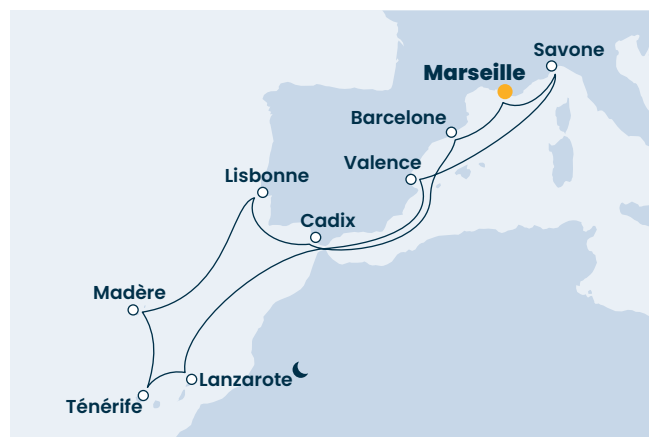 Savone
Marseille
Barcelone
Valence
Lisbonne
Cadix
Madère
Lanzarote
Ténérife